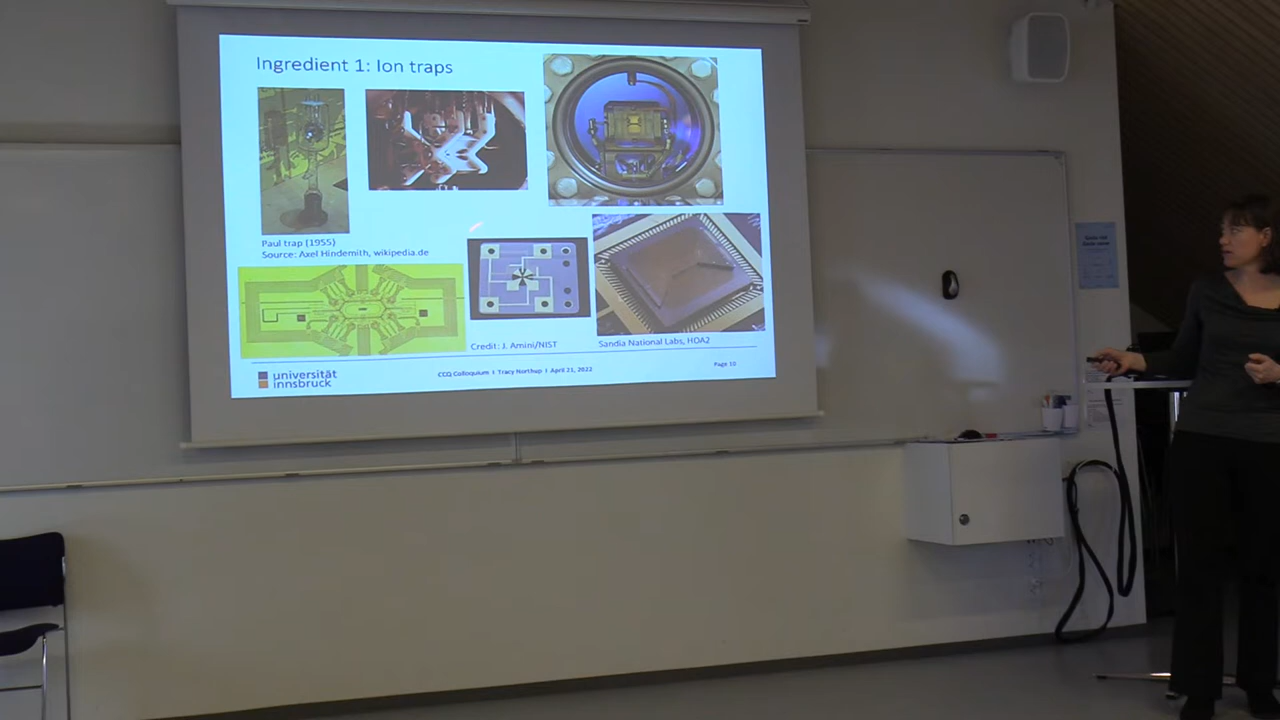 Ingredient 1: Ion traps
Paul trap (1955)
Source: Axel Hindemith, wikipedia.de
Credit: J. Amini/NIST
Sandia National Labs, HOA2
universität
innsbruck
CCQ Colloquium I Tracy Northup I April 21, 2022
Page 10